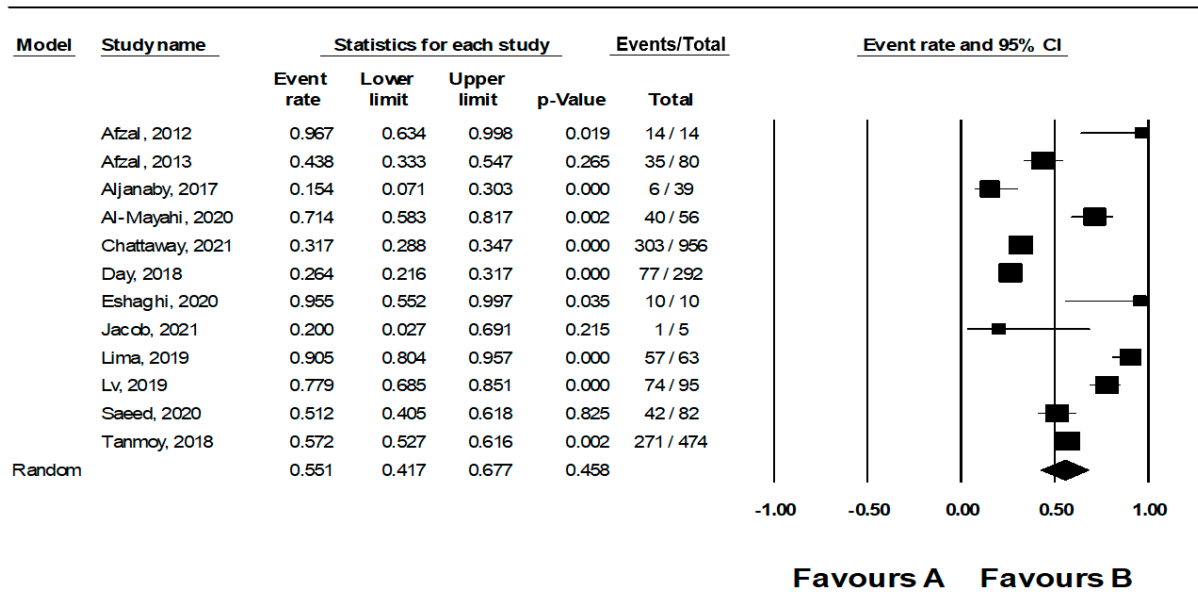 Model Study name Statistics for each study Events/Total Event rate and 95% CI
Event rate Lower limit Upper limit p-Value Total
Afzal, 2012 0.967 0.634 0.998 0.019 14 / 14
Afzal, 2013 0.438 0.333 0.547 0.265 35 / 80
Aljanaby, 2017 0.154 0.071 0.303 0.000 6 / 39
Al-Mayahi, 2020 0.714 0.583 0.817 0.002 40 / 56
Chattaway, 2021 0.317 0.288 0.347 0.000 303 / 956
Day, 2018 0.264 0.216 0.317 0.000 77 / 292
Eshaghi, 2020 0.955 0.552 0.997 0.035 10 / 10
Jacob, 2021 0.200 0.027 0.691 0.215 1 / 5
Lima, 2019 0.905 0.804 0.957 0.000 57 / 63
Lv, 2019 0.779 0.685 0.851 0.000 74 / 95
Saeed, 2020 0.512 0.405 0.618 0.825 42 / 82
Tanmoy, 2018 0.572 0.527 0.616 0.002 271 / 474
Random 0.551 0.417 0.677 0.458
-1.00 -0.50 0.00 0.50 1.00
Favours A Favours B